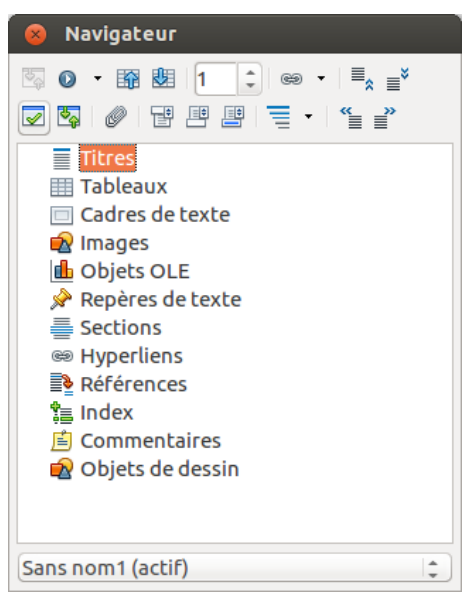 Navigateur
1
Titres
Tableaux
Cadres de texte
Images
Objets OLE
Repères de texte
Sections
Hyperliens
Références
Index
Commentaires
Objets de dessin
Sans nom1 (actif)